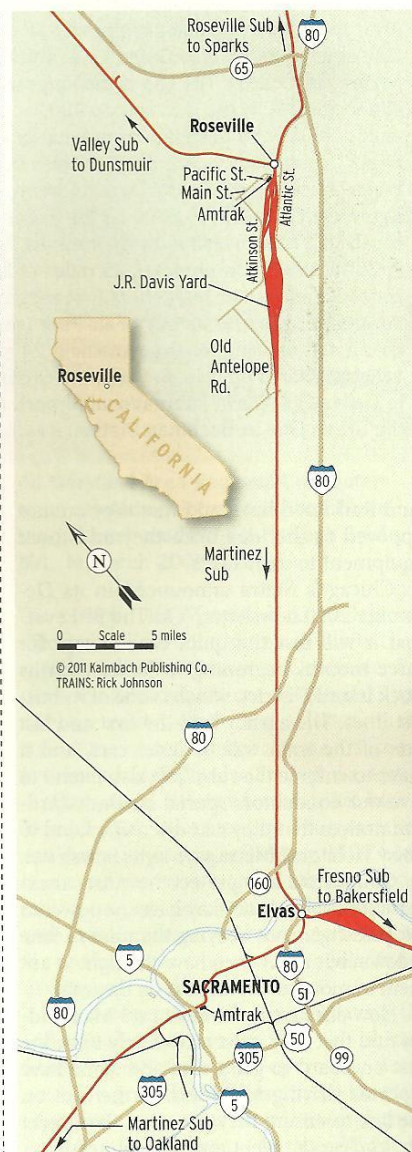 Roseville Sub
to Sparks
80
65
Roseville
Valley Sub
to Dunsmuir
Pacific St.
Main St.
Amtrak
Atkinson St.
Atlantic St.
J.R. Davis Yard
Old
Antelope
Rd.
Roseville
CALIFORNIA
80
N
Martinez
Sub
0 Scale 5 miles
© 2011 Kalmbach Publishing Co.,
TRAINS: Rick Johnson
80
160
Fresno Sub
to Bakersfield
Elvas
5
80
SACRAMENTO
51
Amtrak
80
50
305
99
305
5
Martinez Sub
to Oakland